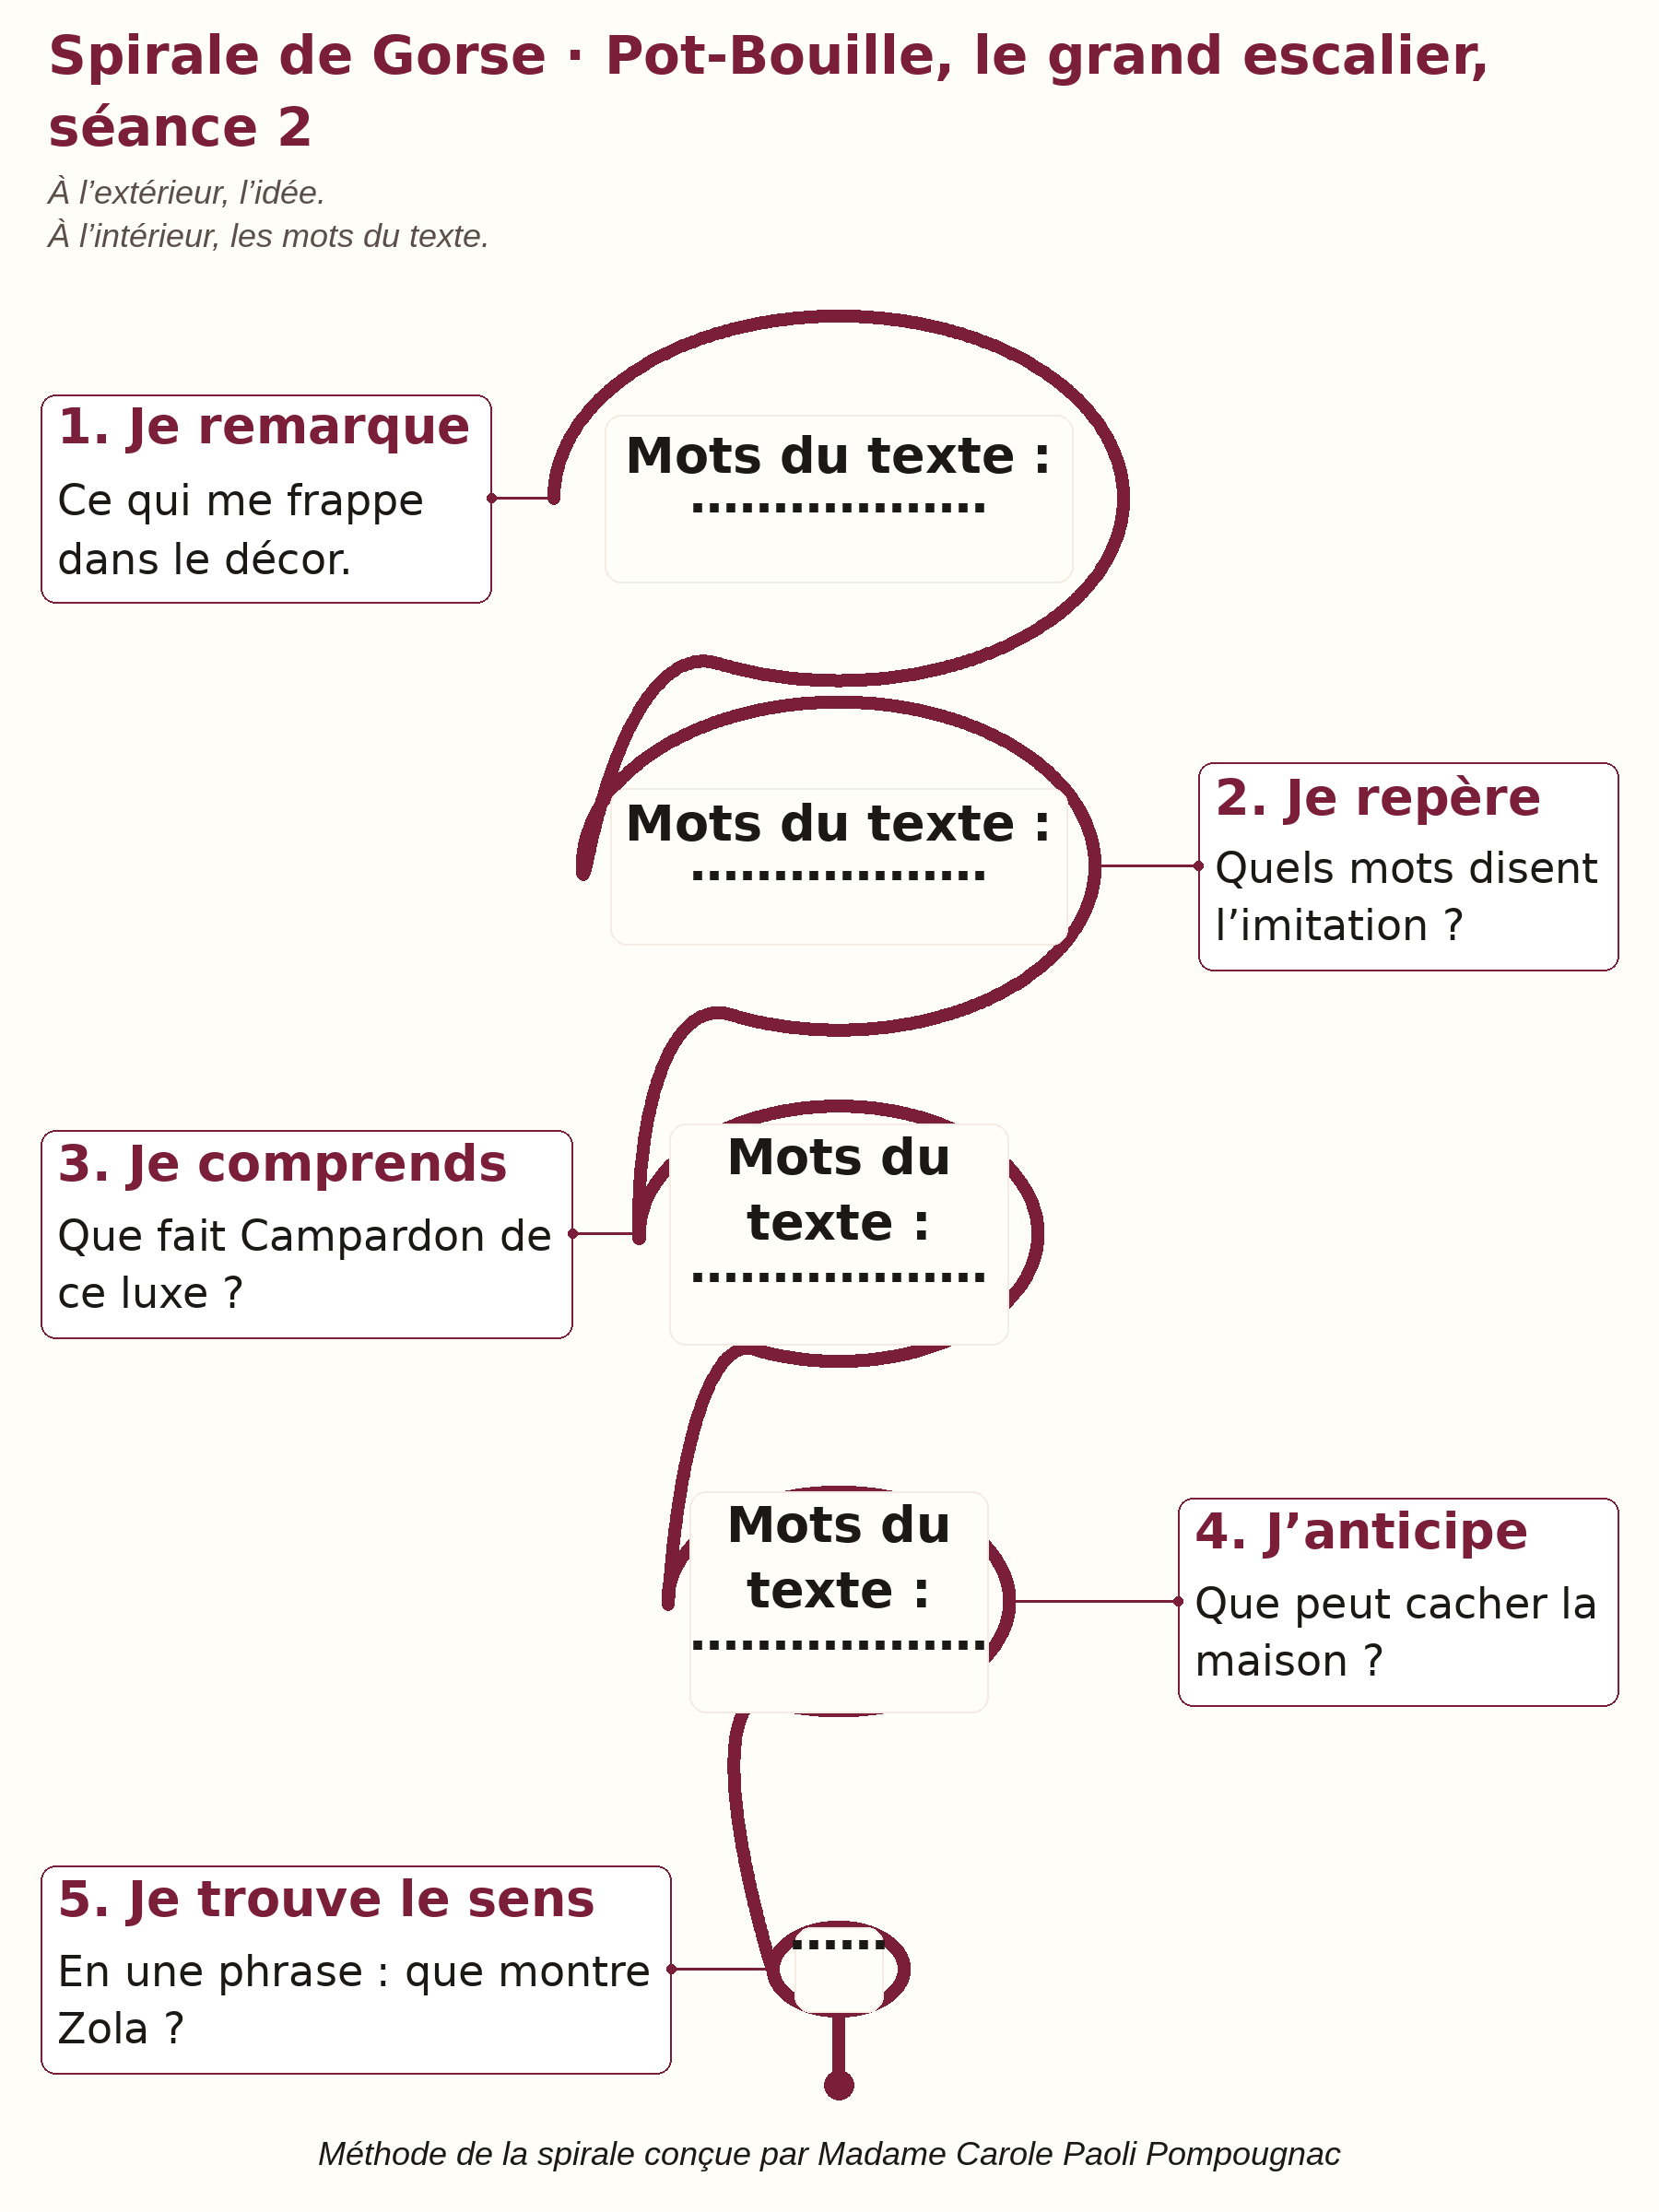 Spirale de Gorse · Pot-Bouille, le grand escalier,
séance 2
À l’extérieur, l’idée.
À l’intérieur, les mots du texte.
1. Je remarque
Ce qui me frappe
dans le décor.
Mots du texte :
..................
2. Je repère
Quels mots disent
l’imitation ?
Mots du texte :
..................
3. Je comprends
Que fait Campardon de
ce luxe ?
Mots du
texte :
..................
4. J’anticipe
Que peut cacher la
maison ?
Mots du
texte :
..................
5. Je trouve le sens
En une phrase : que montre
Zola ?
......
Méthode de la spirale conçue par Madame Carole Paoli Pompougnac